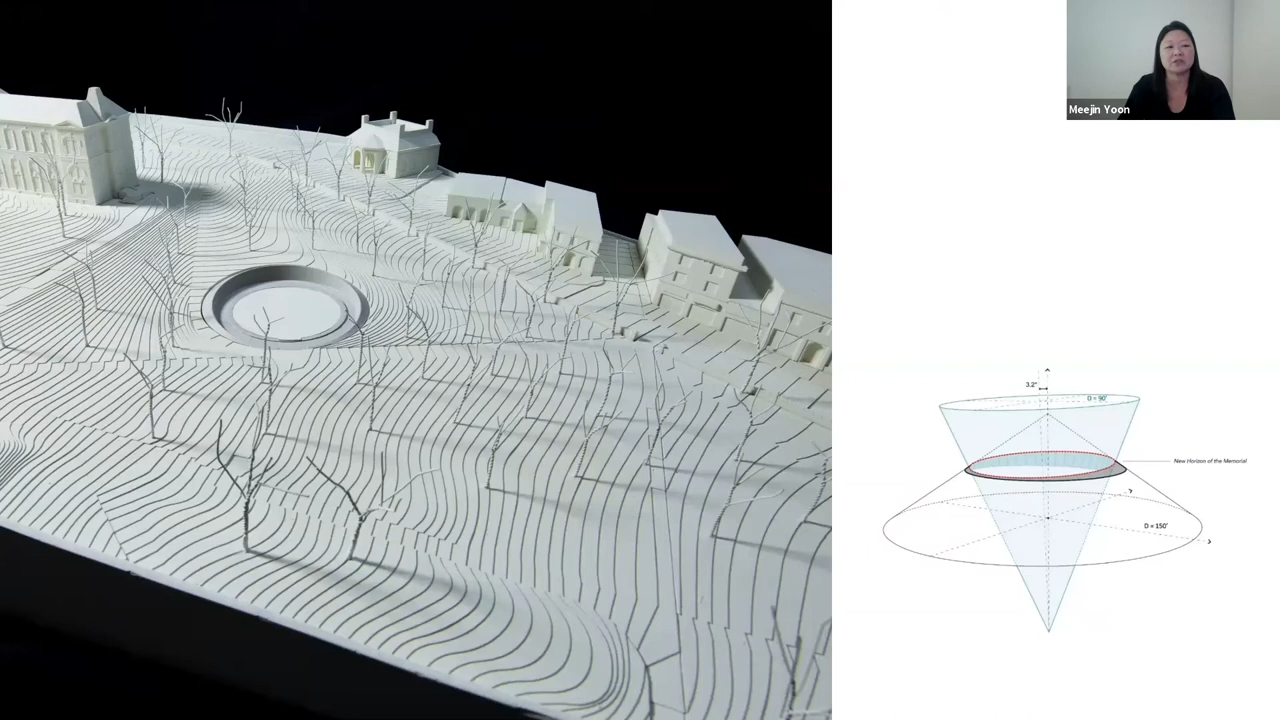 Meejin Yoon
3.2"
D = 90'
New Horizon of the Memorial
D = 150'